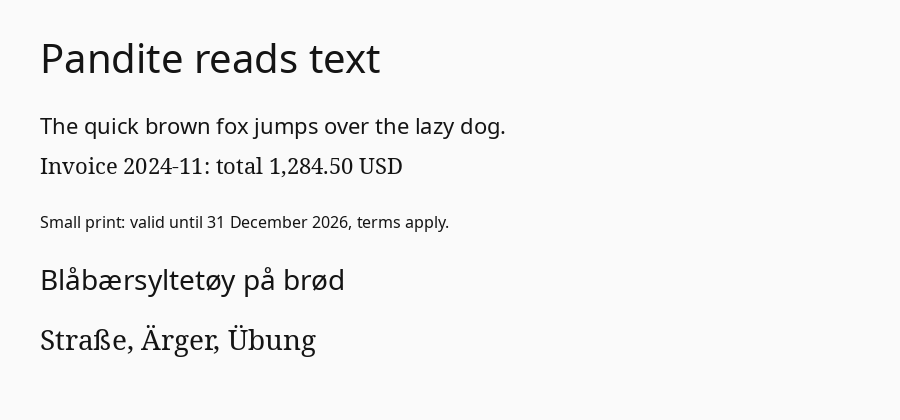 Pandite reads text
The quick brown fox jumps over the lazy dog.
Invoice 2024-11: total 1,284.50 USD
Small print: valid until 31 December 2026, terms apply.
Blåbærsyltetøy på brød
Straße, Ärger, Übung